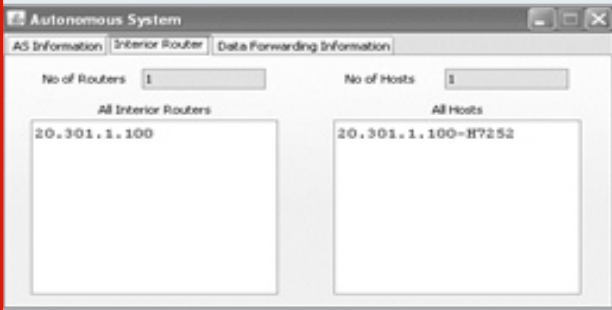 Autonomous System
AS Information Interior Router Data Forwarding Information
No of Routers 1 No of Hosts 1
All Interior Routers All Hosts
20.301.1.100 20.301.1.100-H7252